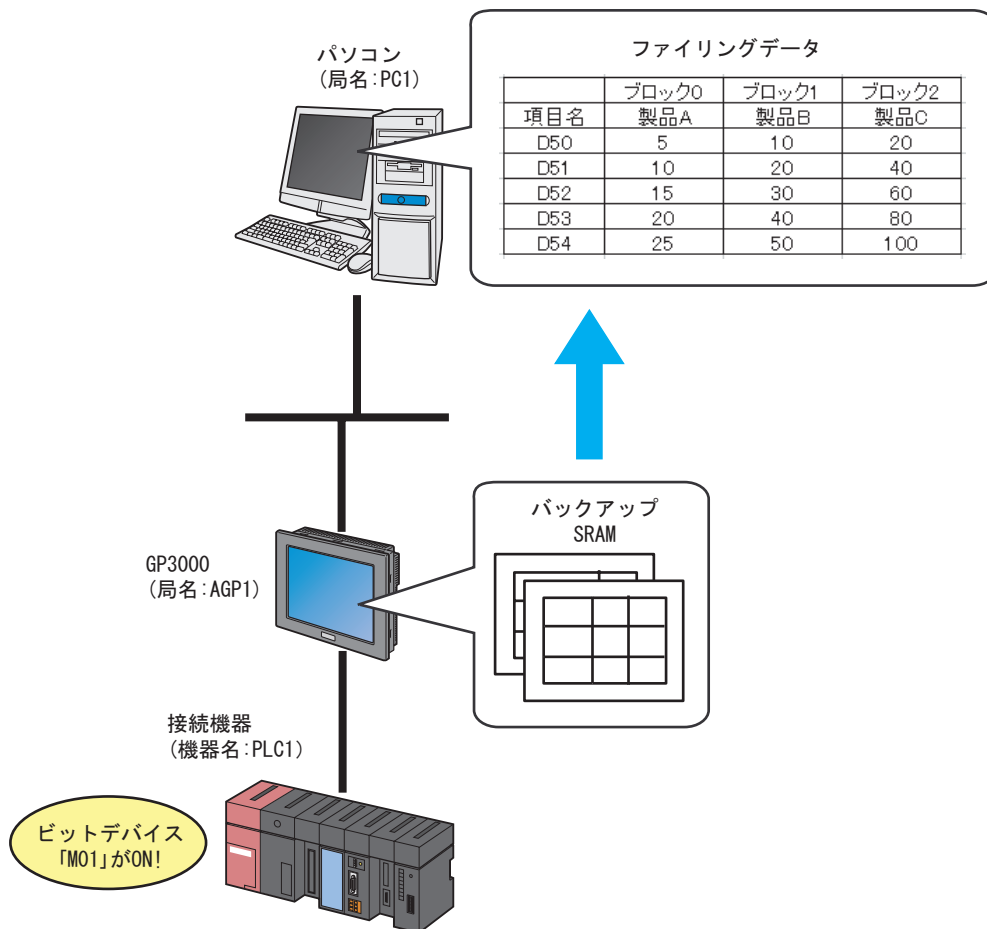 パソコン
(局名:PC1)
ファイリングデータ
ブロック0 ブロック1 ブロック2
項目名 製品A 製品B 製品C
D50 5 10 20
D51 10 20 40
D52 15 30 60
D53 20 40 80
D54 25 50 100
バックアップ
SRAM
GP3000
(局名:AGP1)
接続機器
(機器名:PLC1)
ビットデバイス
「M01」がON!